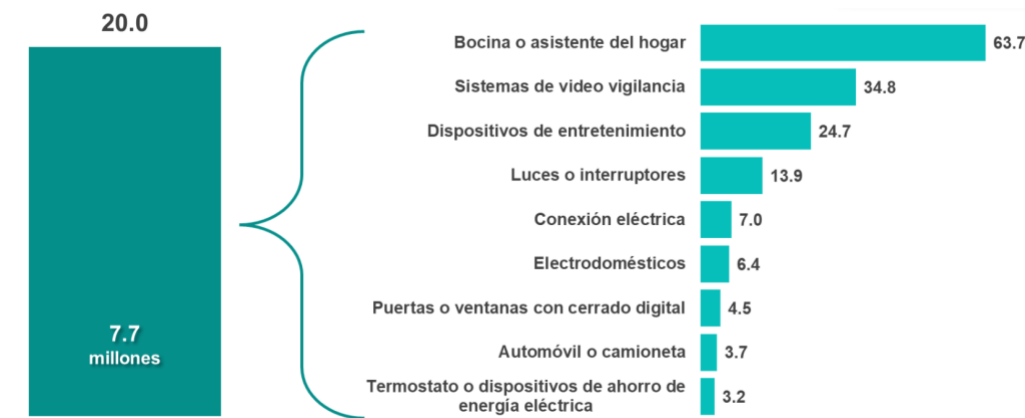 20.0
7.7
millones
Bocina o asistente del hogar 63.7
Sistemas de video vigilancia 34.8
Dispositivos de entretenimiento 24.7
Luces o interruptores 13.9
Conexión eléctrica 7.0
Electrodomésticos 6.4
Puertas o ventanas con cerrado digital 4.5
Automóvil o camioneta 3.7
Termostato o dispositivos de ahorro de
energía eléctrica 3.2